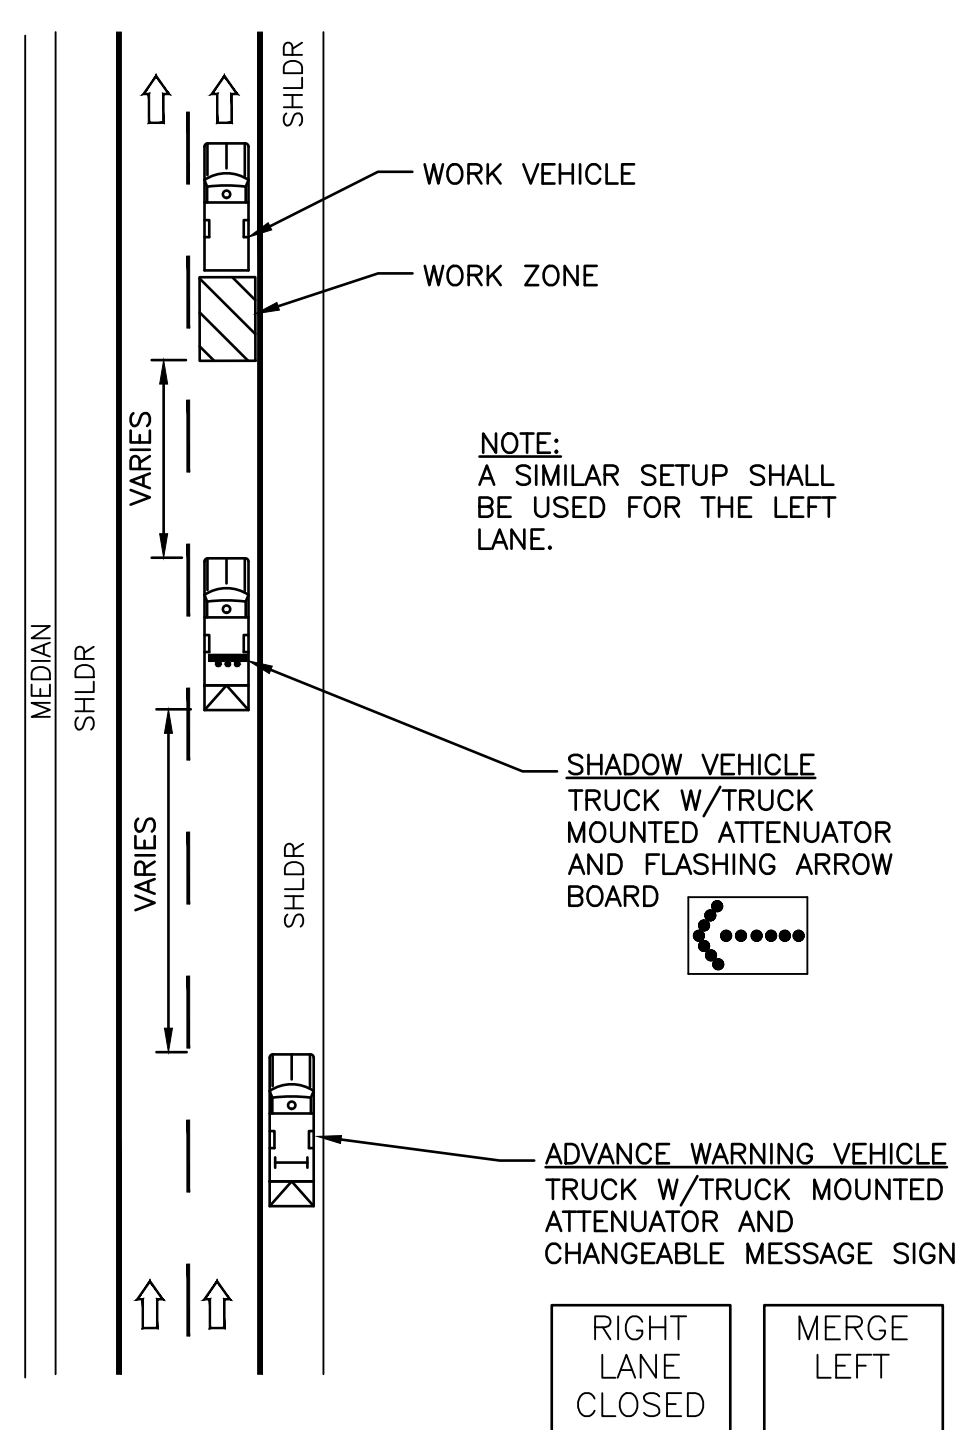 SHLDR
WORK VEHICLE
WORK ZONE
VARIES
NOTE:
A SIMILAR SETUP SHALL
BE USED FOR THE LEFT
LANE.
MEDIAN
SHLDR
SHADOW VEHICLE
TRUCK W/TRUCK
MOUNTED ATTENUATOR
AND FLASHING ARROW
BOARD
VARIES
SHLDR
ADVANCE WARNING VEHICLE
TRUCK W/TRUCK MOUNTED
ATTENUATOR AND
CHANGEABLE MESSAGE SIGN
RIGHT
LANE
CLOSED
MERGE
LEFT